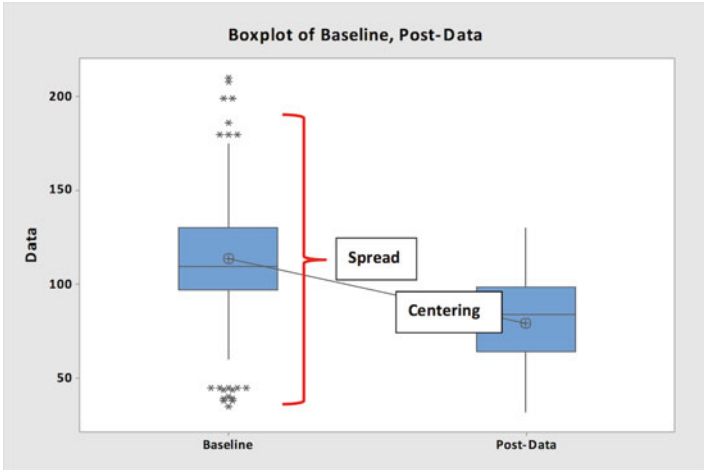 Boxplot of Baseline, Post-Data
200
150
100
50
Data
Spread
Centering
Baseline
Post-Data